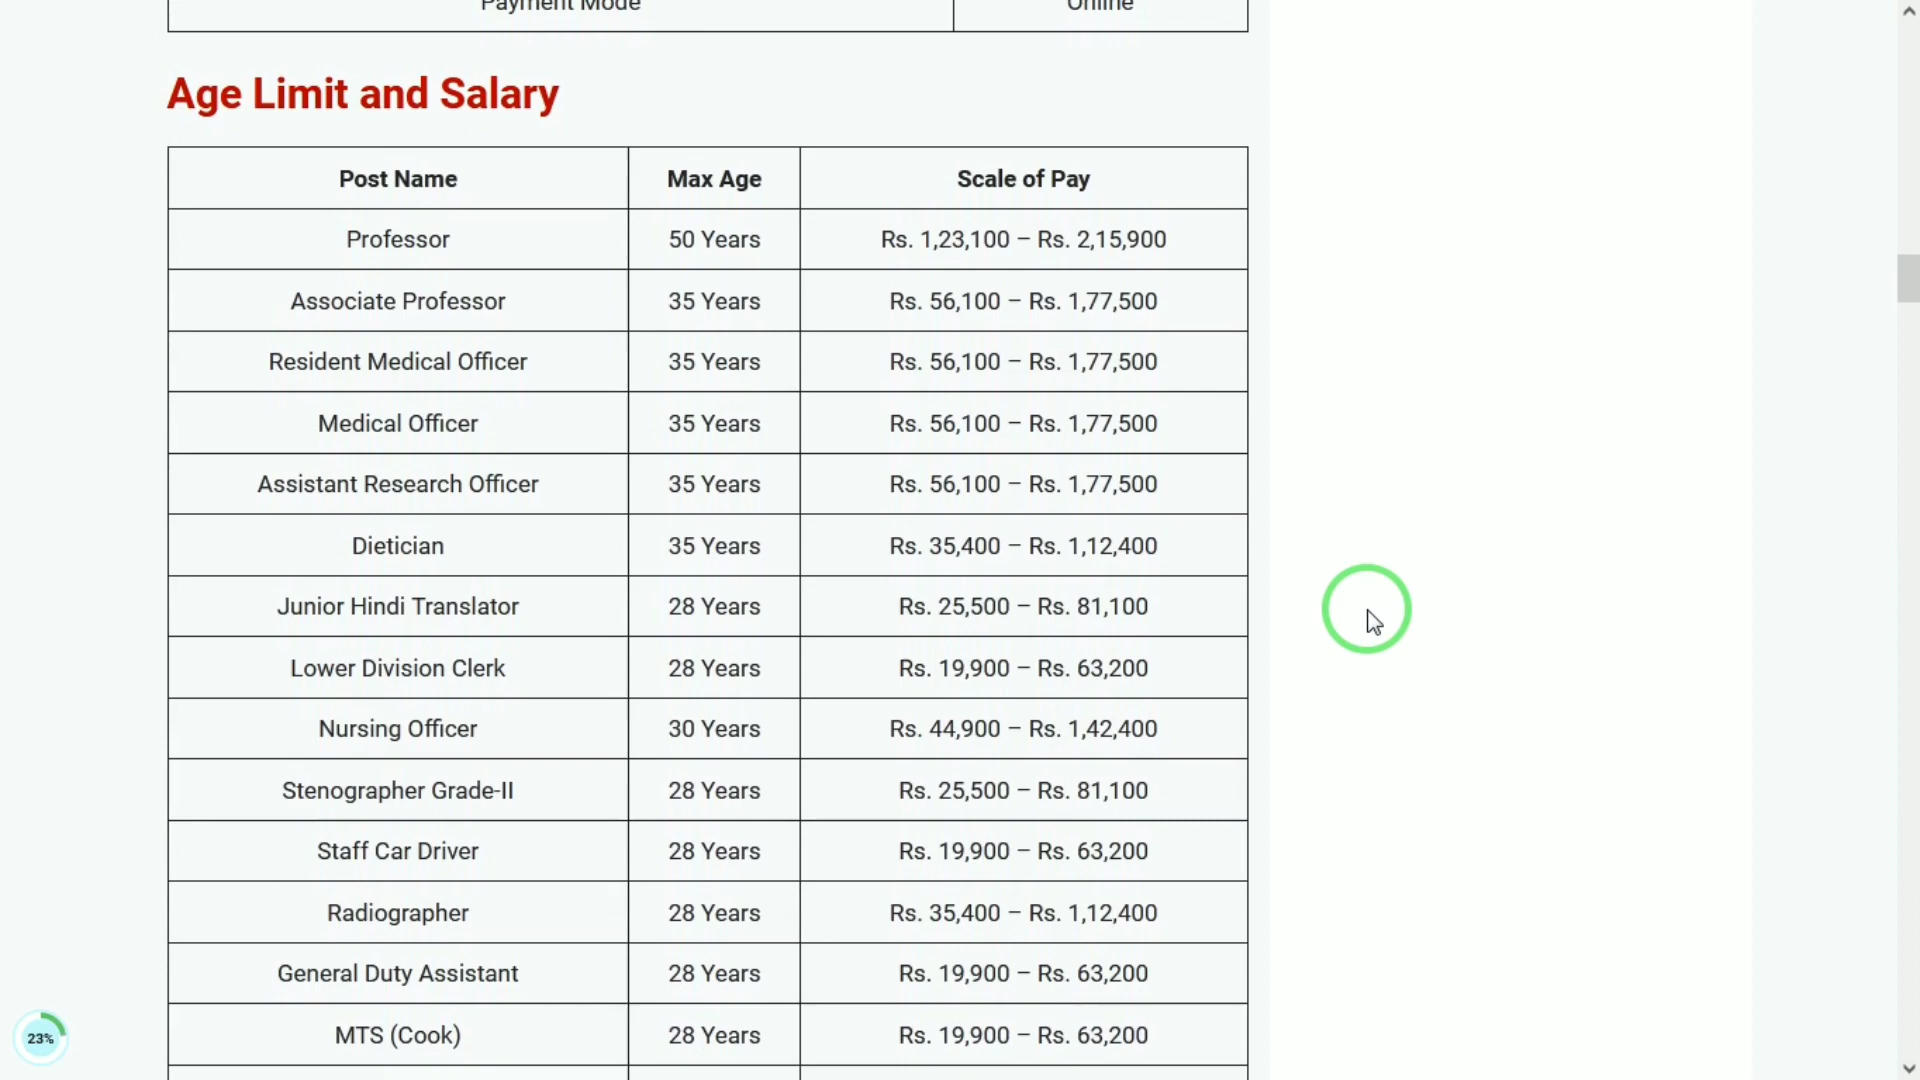 Payment Mode Online
Age Limit and Salary
Post Name Max Age Scale of Pay
Professor 50 Years Rs. 1,23,100 – Rs. 2,15,900
Associate Professor 35 Years Rs. 56,100 – Rs. 1,77,500
Resident Medical Officer 35 Years Rs. 56,100 – Rs. 1,77,500
Medical Officer 35 Years Rs. 56,100 – Rs. 1,77,500
Assistant Research Officer 35 Years Rs. 56,100 – Rs. 1,77,500
Dietician 35 Years Rs. 35,400 – Rs. 1,12,400
Junior Hindi Translator 28 Years Rs. 25,500 – Rs. 81,100
Lower Division Clerk 28 Years Rs. 19,900 – Rs. 63,200
Nursing Officer 30 Years Rs. 44,900 – Rs. 1,42,400
Stenographer Grade-II 28 Years Rs. 25,500 – Rs. 81,100
Staff Car Driver 28 Years Rs. 19,900 – Rs. 63,200
Radiographer 28 Years Rs. 35,400 – Rs. 1,12,400
General Duty Assistant 28 Years Rs. 19,900 – Rs. 63,200
MTS (Cook) 28 Years Rs. 19,900 – Rs. 63,200
23%